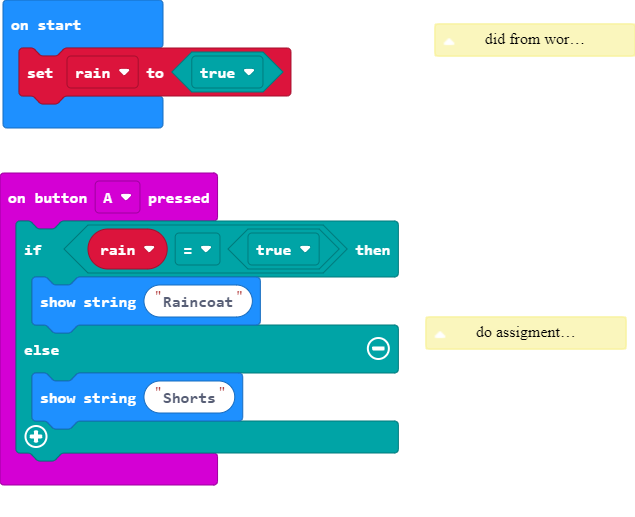 on start
did from wor…
set rain to true
on button A pressed
if rain = true then
show string "Raincoat"
do assigment…
else
show string "Shorts"